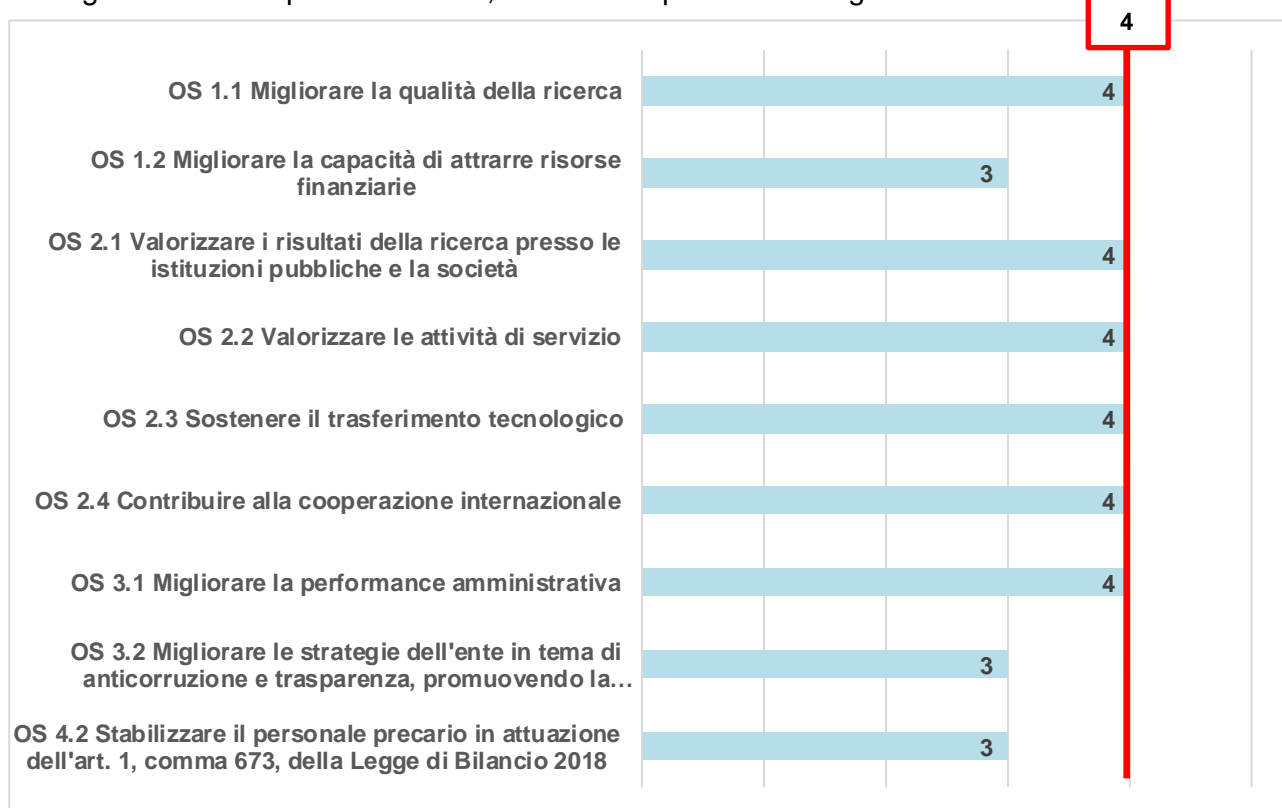 4
OS 1.1 Migliorare la qualità della ricerca
4
OS 1.2 Migliorare la capacità di attrarre risorse
finanziarie
3
OS 2.1 Valorizzare i risultati della ricerca presso le
istituzioni pubbliche e la società
4
OS 2.2 Valorizzare le attività di servizio
4
OS 2.3 Sostenere il trasferimento tecnologico
4
OS 2.4 Contribuire alla cooperazione internazionale
4
OS 3.1 Migliorare la performance amministrativa
4
OS 3.2 Migliorare le strategie dell'ente in tema di
anticorruzione e trasparenza, promuovendo la…
3
OS 4.2 Stabilizzare il personale precario in attuazione
dell'art. 1, comma 673, della Legge di Bilancio 2018
3